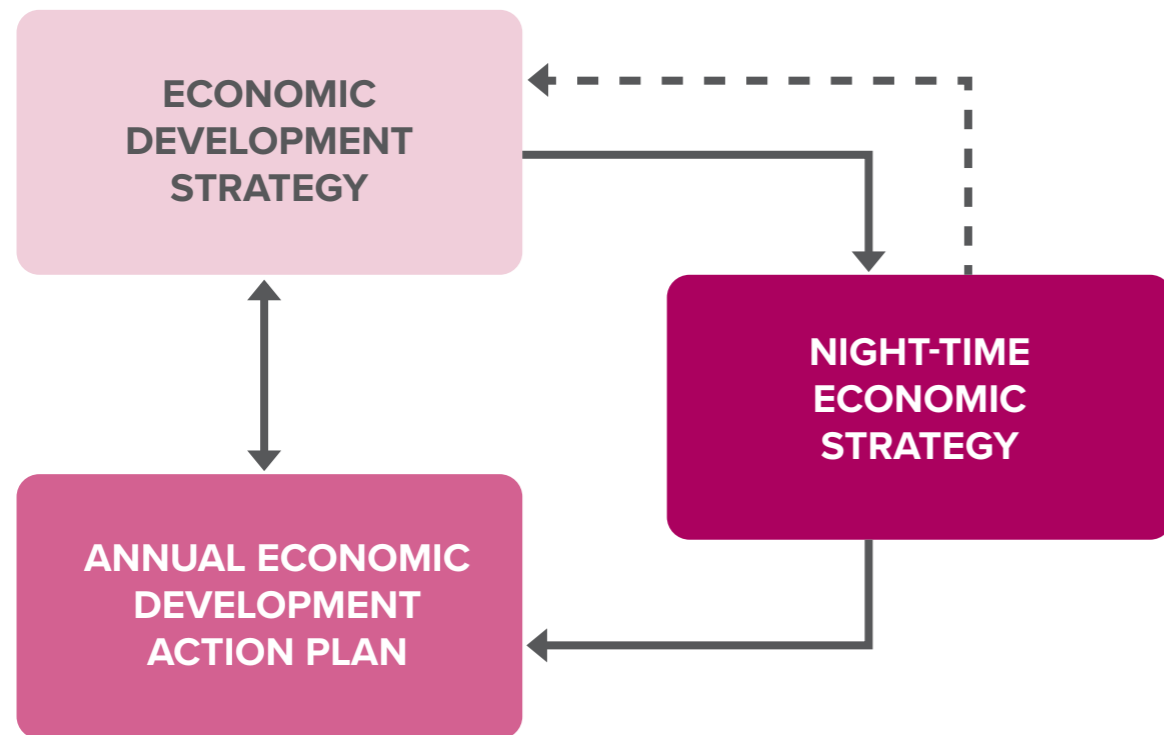 ECONOMIC
DEVELOPMENT
STRATEGY
NIGHT-TIME
ECONOMIC
STRATEGY
ANNUAL ECONOMIC
DEVELOPMENT
ACTION PLAN